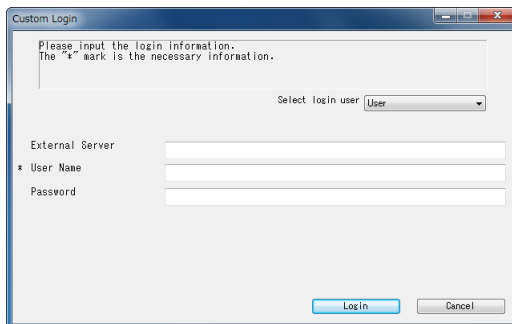 Custom Login
Please input the login information.
The "*" mark is the necessary information.
Select login user User
External Server
* User Name
Password
Login Cancel